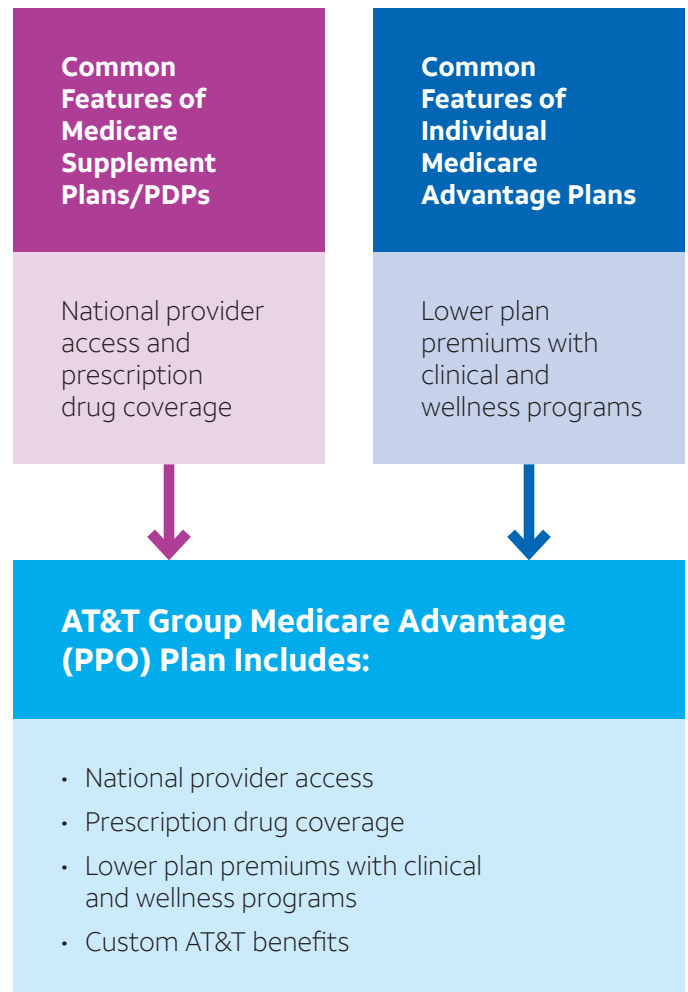 Common
Features of
Medicare
Supplement
Plans/PDPs
National provider
access and
prescription
drug coverage
Common
Features of
Individual
Medicare
Advantage Plans
Lower plan
premiums with
clinical and
wellness programs
AT&T Group Medicare Advantage
(PPO) Plan Includes:
• National provider access
• Prescription drug coverage
• Lower plan premiums with clinical
and wellness programs
• Custom AT&T benefits